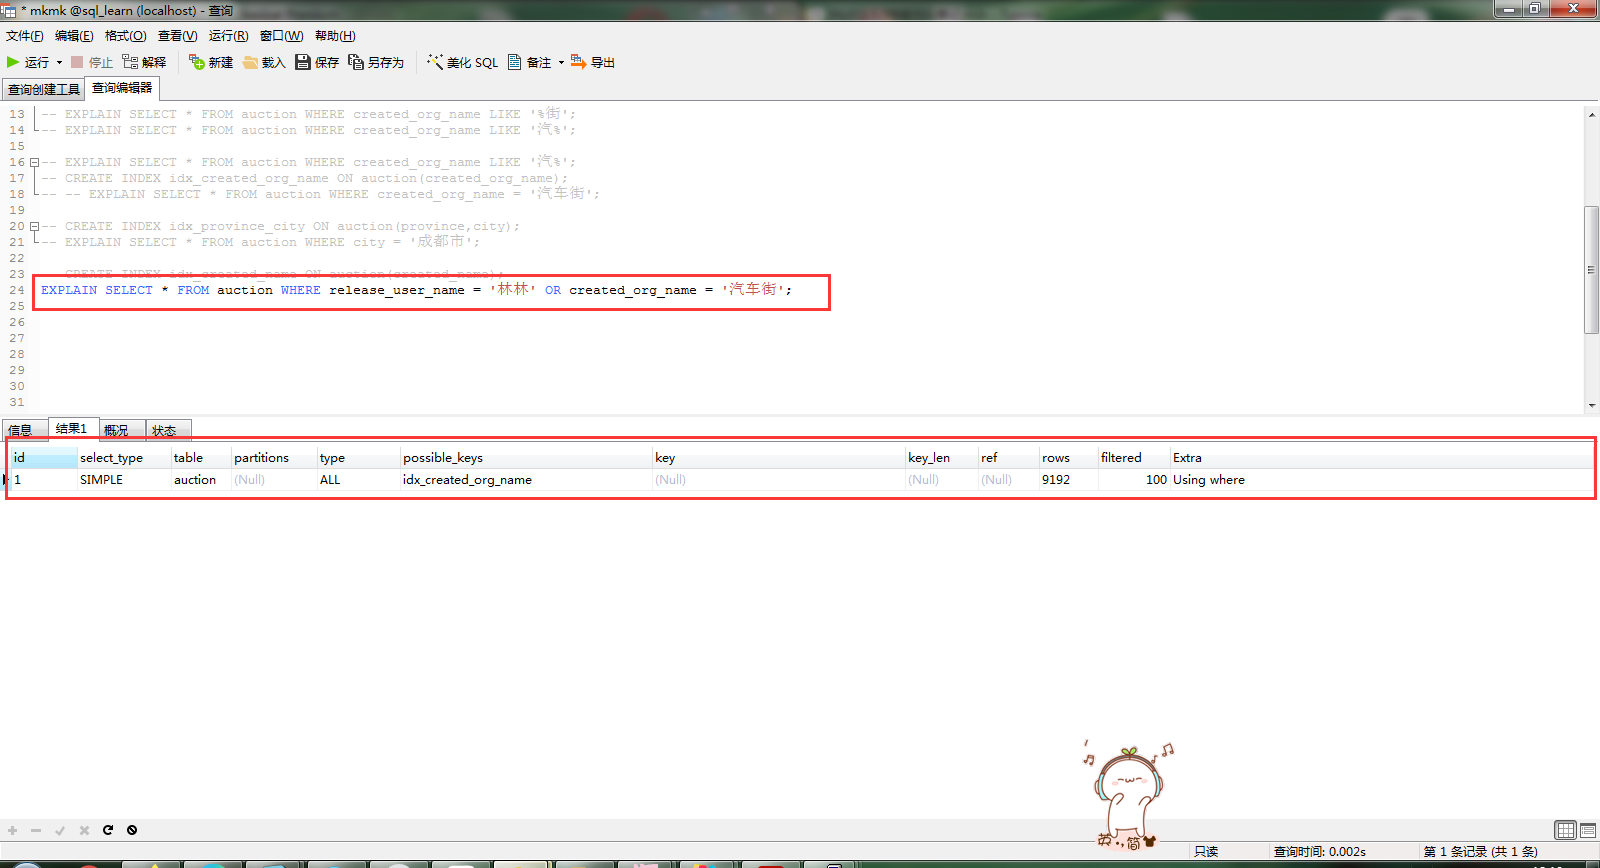 * mkmk @sql_learn (localhost) - 查询
文件(F) 编辑(E) 格式(O) 查看(V) 运行(R) 窗口(W) 帮助(H)
运行 停止 解释 新建 载入 保存 另存为 美化 SQL 备注 导出
查询创建工具 查询编辑器
13 -- EXPLAIN SELECT * FROM auction WHERE created_org_name LIKE '%街';
14 -- EXPLAIN SELECT * FROM auction WHERE created_org_name LIKE '汽%';
15
16 -- EXPLAIN SELECT * FROM auction WHERE created_org_name LIKE '汽%';
17 -- CREATE INDEX idx_created_org_name ON auction(created_org_name);
18 -- -- EXPLAIN SELECT * FROM auction WHERE created_org_name = '汽车街';
19
20 -- CREATE INDEX idx_province_city ON auction(province,city);
21 -- EXPLAIN SELECT * FROM auction WHERE city = '成都市';
22
23 -- CREATE INDEX idx_created_name ON auction(created_name);
24 EXPLAIN SELECT * FROM auction WHERE release_user_name = '林林' OR created_org_name = '汽车街';
25
26
27
28
29
30
31
信息 结果1 概况 状态
id select_type table partitions type possible_keys key key_len ref rows filtered Extra
1 SIMPLE auction (Null) ALL idx_created_org_name (Null) (Null) (Null) 9192 100 Using where
英 简
只读 查询时间: 0.002s 第 1 条记录 (共 1 条)